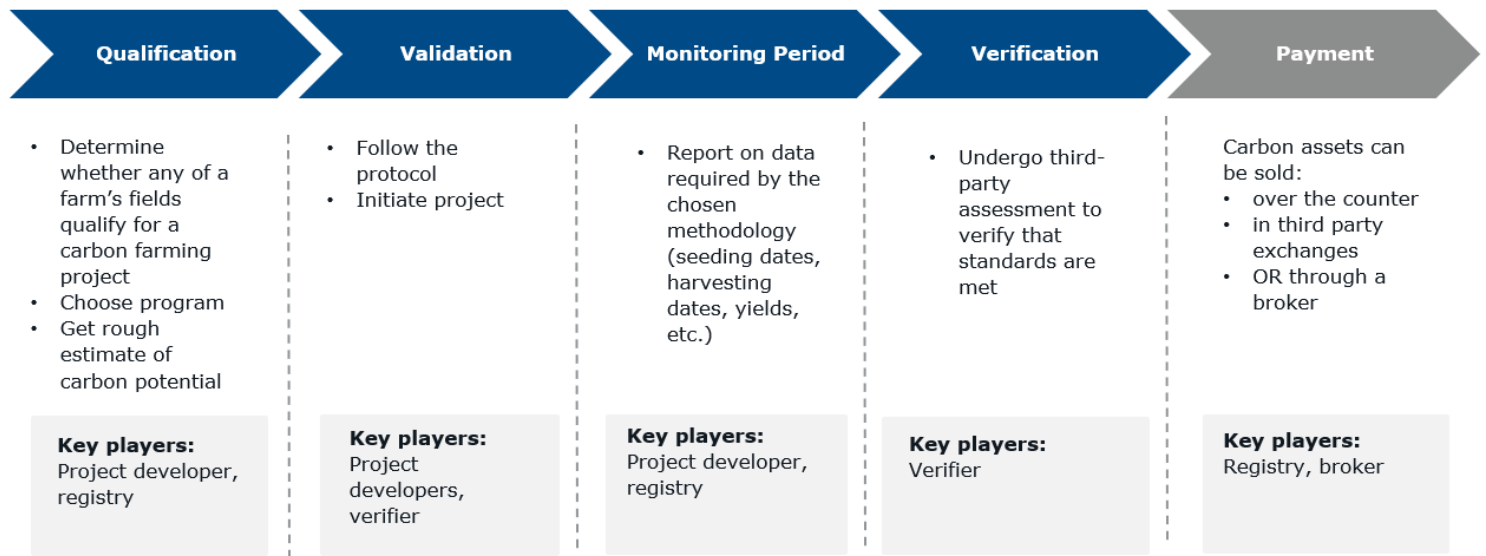 Qualification
Validation
Monitoring Period
Verification
Payment
• Determine
whether any of a
farm's fields
qualify for a
carbon farming
project
• Choose program
• Get rough
estimate of
carbon potential
Key players:
Project developer,
registry
• Follow the
protocol
• Initiate project
Key players:
Project
developers,
verifier
• Report on data
required by the
chosen
methodology
(seeding dates,
harvesting
dates, yields,
etc.)
Key players:
Project developer,
registry
• Undergo third-
party
assessment to
verify that
standards are
met
Key players:
Verifier
Carbon assets can
be sold:
• over the counter
• in third party
exchanges
• OR through a
broker
Key players:
Registry, broker